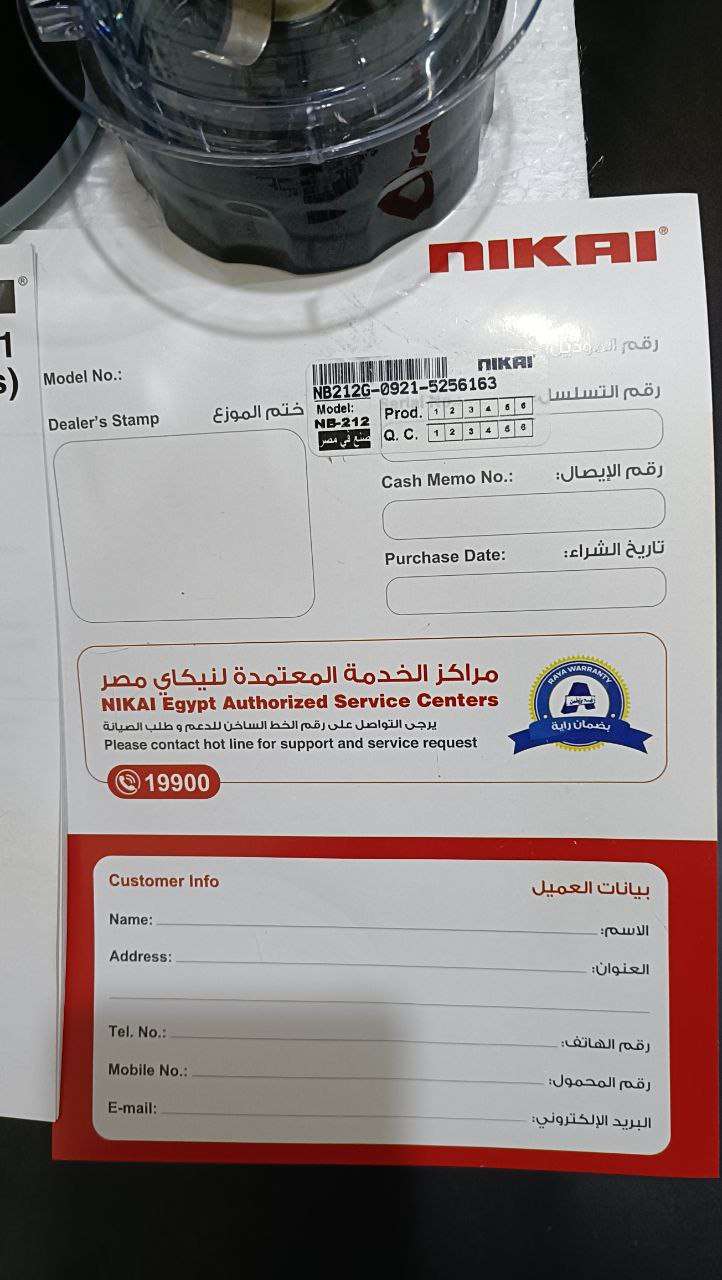 NIKAI®
®
1
s)
رقم الموديل
Model No.:
NIKAI
NB212G-0921-5256163
Model:
NB-212
صنع في مصر
Prod. 1 2 3 4 5 6
Q. C. 1 2 3 4 5 6
رقم التسلسل
Dealer's Stamp ختم الموزع
Cash Memo No.: رقم الإيصال:
Purchase Date: تاريخ الشراء:
مراكز الخدمة المعتمدة لنيكاي مصر
NIKAI Egypt Authorized Service Centers
يرجى التواصل على رقم الخط الساخن للدعم و طلب الصيانة
Please contact hot line for support and service request
19900
RAYA WARRANTY
بضمان راية
Customer Info بيانات العميل
Name: الاسم:
Address: العنوان:
Tel. No.: رقم الهاتف:
Mobile No.: رقم المحمول:
E-mail: البريد الإلكتروني: